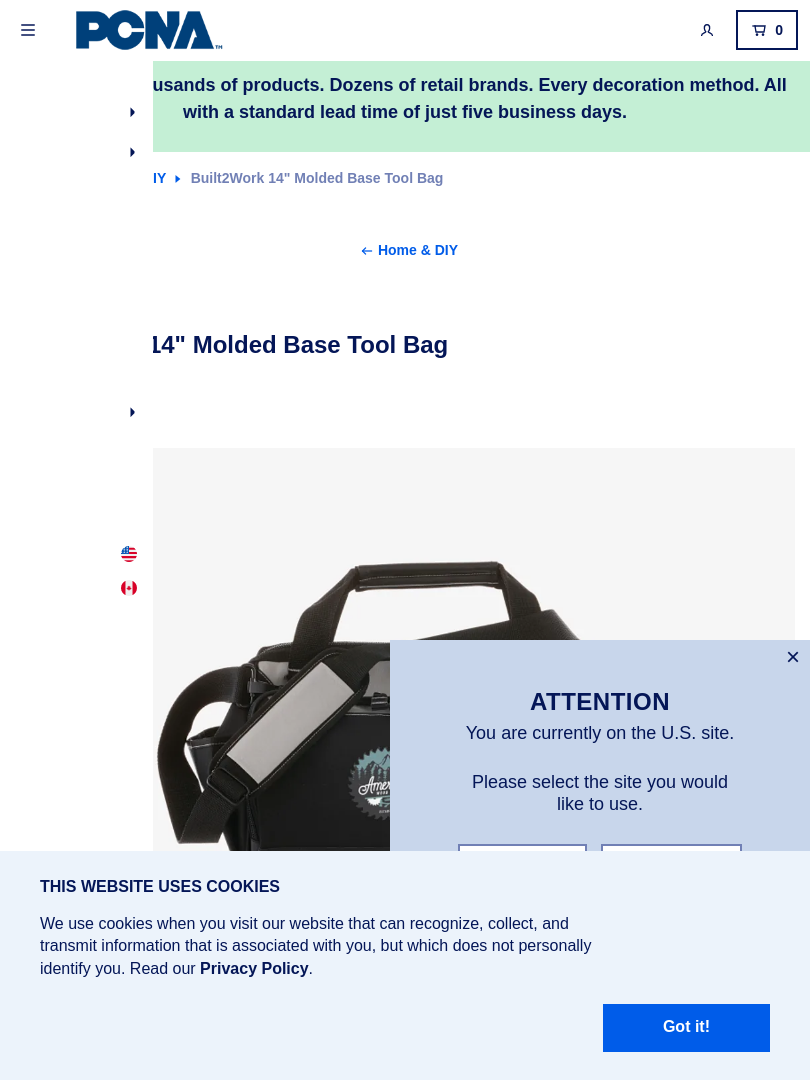 PCNA™
0
usands of products. Dozens of retail brands. Every decoration method. All
with a standard lead time of just five business days.
IY Built2Work 14" Molded Base Tool Bag
← Home & DIY
14" Molded Base Tool Bag
ATTENTION
You are currently on the U.S. site.
Please select the site you would
like to use.
THIS WEBSITE USES COOKIES
We use cookies when you visit our website that can recognize, collect, and
transmit information that is associated with you, but which does not personally
identify you. Read our Privacy Policy.
Got it!